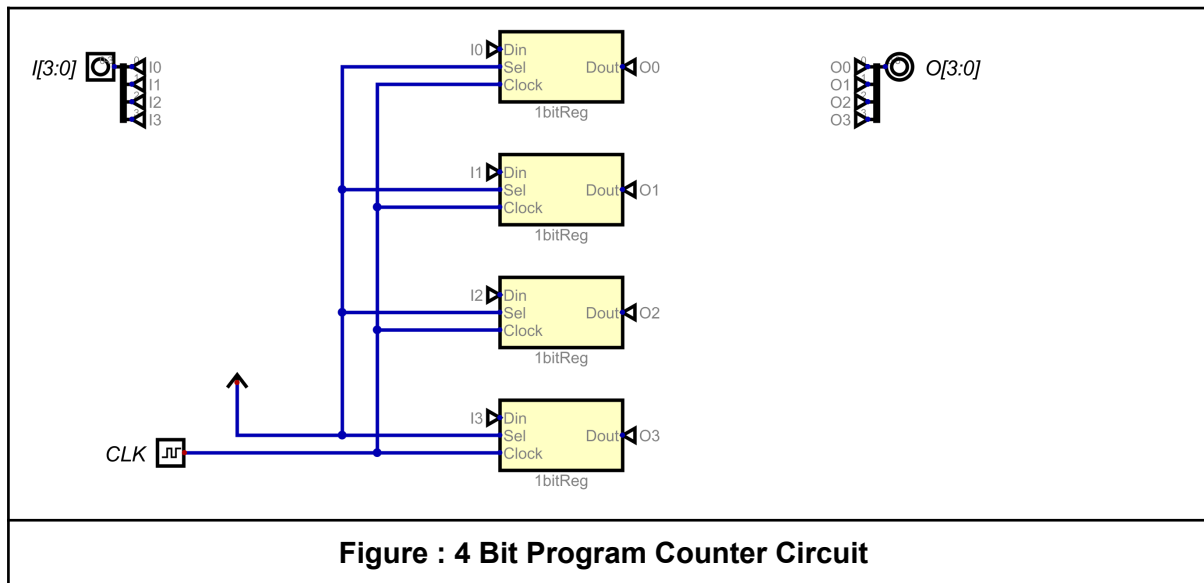 I[3:0]
I0
I1
I2
I3
I0
Din
Sel
Clock
Dout
O0
1bitReg
I1
Din
Sel
Clock
Dout
O1
1bitReg
I2
Din
Sel
Clock
Dout
O2
1bitReg
I3
Din
Sel
Clock
Dout
O3
1bitReg
CLK
O0
O1
O2
O3
O[3:0]
Figure : 4 Bit Program Counter Circuit